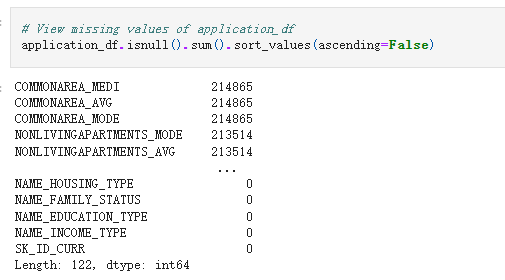 # View missing values of application_df
application_df.isnull().sum().sort_values(ascending=False)
COMMONAREA_MEDI 214865
COMMONAREA_AVG 214865
COMMONAREA_MODE 214865
NONLIVINGAPARTMENTS_MODE 213514
NONLIVINGAPARTMENTS_AVG 213514
...
NAME_HOUSING_TYPE 0
NAME_FAMILY_STATUS 0
NAME_EDUCATION_TYPE 0
NAME_INCOME_TYPE 0
SK_ID_CURR 0
Length: 122, dtype: int64